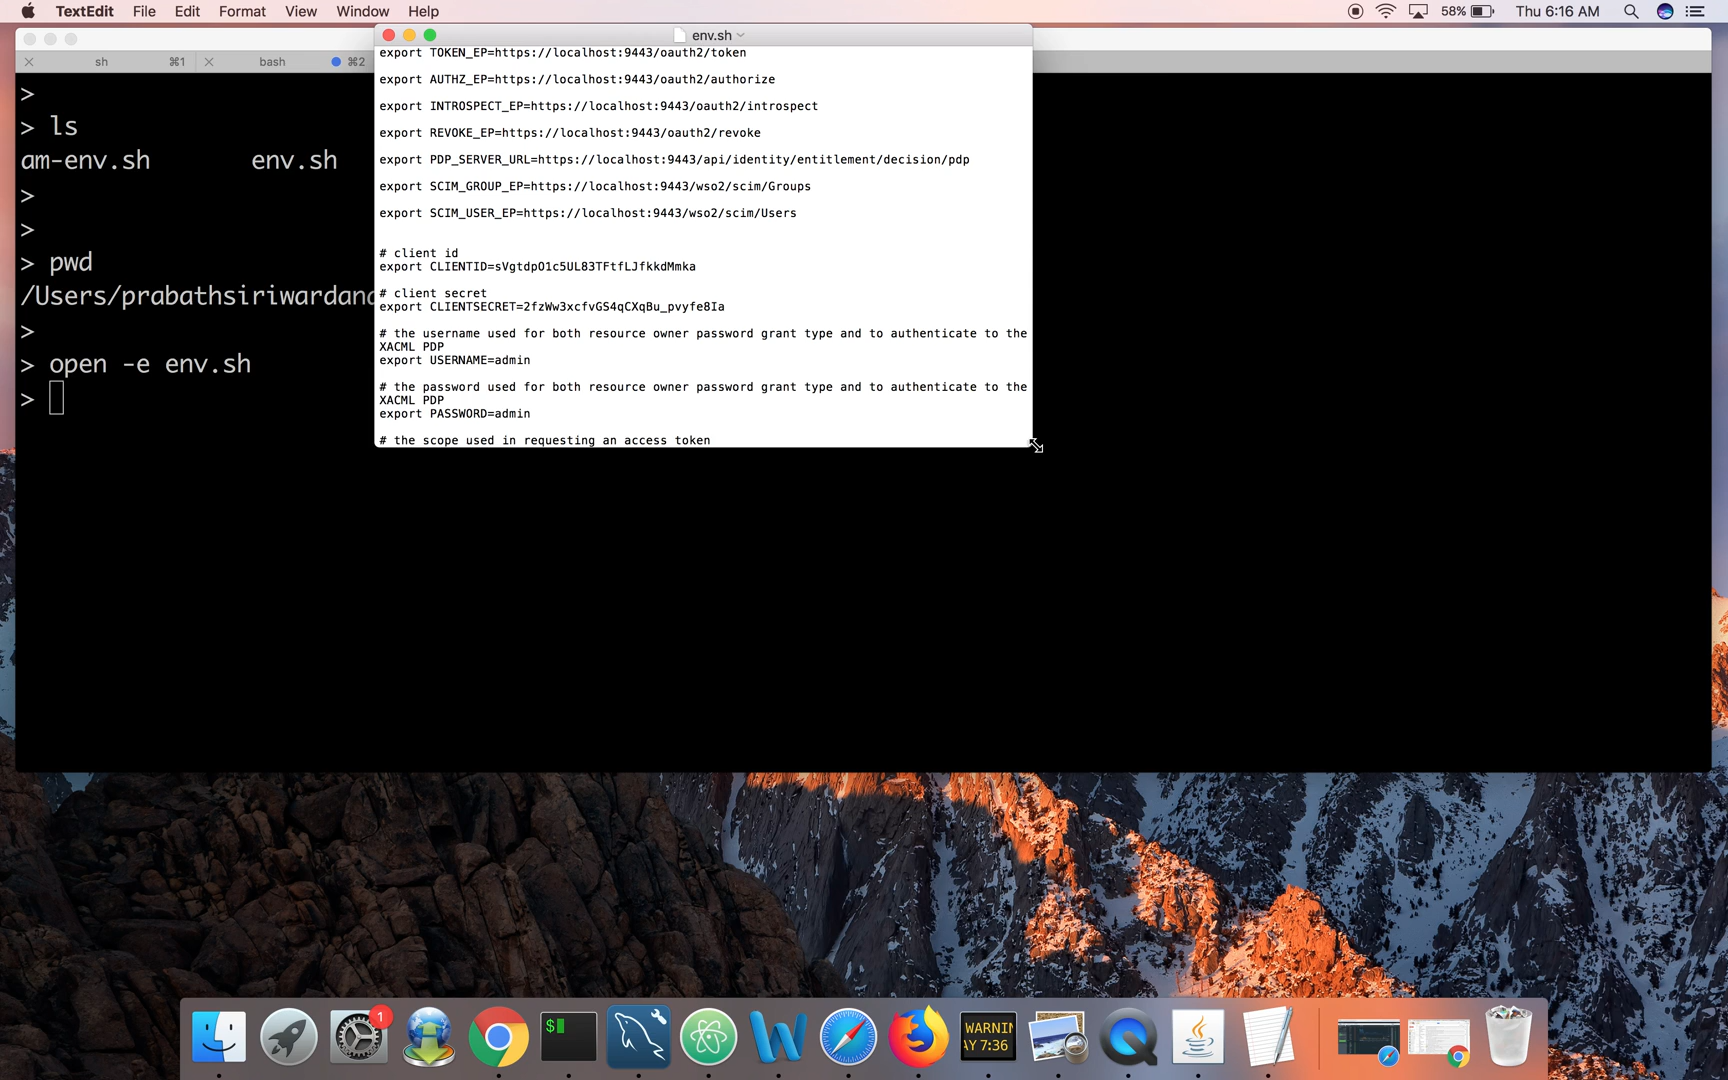 TextEdit File Edit Format View Window Help 58% Thu 6:16 AM
env.sh
sh ⌘1 bash ⌘2
>
> ls
am-env.sh env.sh
>
>
> pwd
/Users/prabathsiriwardana
>
> open -e env.sh
>
export TOKEN_EP=https://localhost:9443/oauth2/token
export AUTHZ_EP=https://localhost:9443/oauth2/authorize
export INTROSPECT_EP=https://localhost:9443/oauth2/introspect
export REVOKE_EP=https://localhost:9443/oauth2/revoke
export PDP_SERVER_URL=https://localhost:9443/api/identity/entitlement/decision/pdp
export SCIM_GROUP_EP=https://localhost:9443/wso2/scim/Groups
export SCIM_USER_EP=https://localhost:9443/wso2/scim/Users
# client id
export CLIENTID=sVgtdpO1c5UL83TFtfLJfkkdMmka
# client secret
export CLIENTSECRET=2fzWw3xcfvGS4qCXqBu_pvyfe8Ia
# the username used for both resource owner password grant type and to authenticate to the
XACML PDP
export USERNAME=admin
# the password used for both resource owner password grant type and to authenticate to the
XACML PDP
export PASSWORD=admin
# the scope used in requesting an access token
1
$
W
WARNIN
AY 7:36